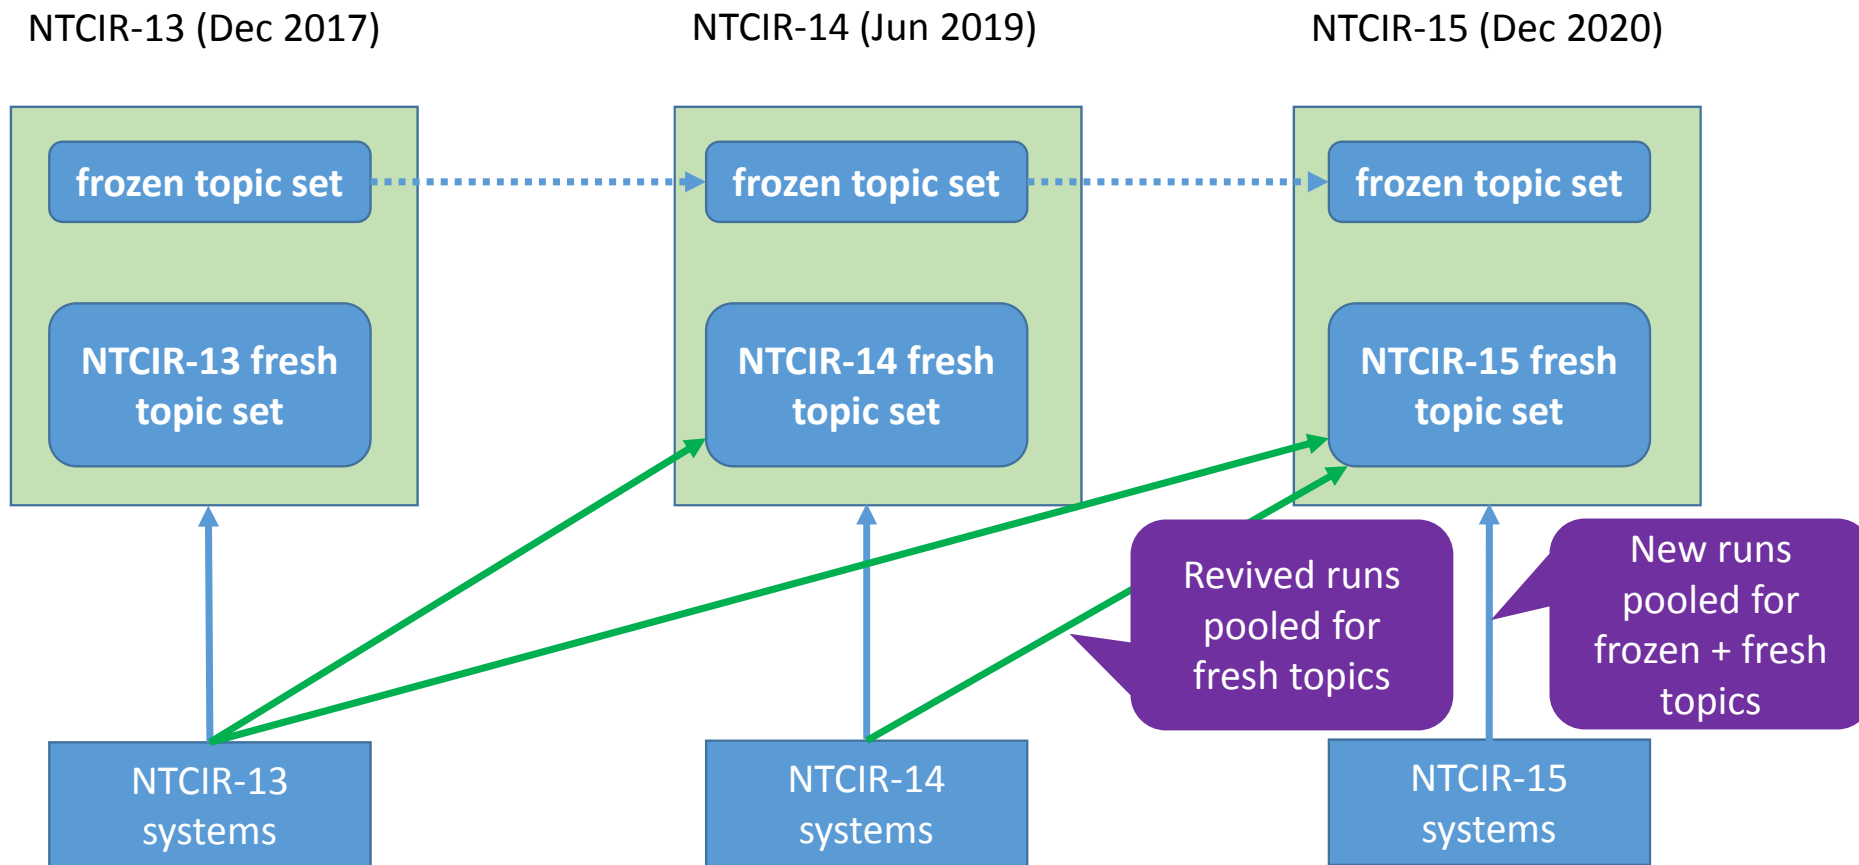 NTCIR-13 (Dec 2017)
NTCIR-14 (Jun 2019)
NTCIR-15 (Dec 2020)
frozen topic set
frozen topic set
frozen topic set
NTCIR-13 fresh
topic set
NTCIR-14 fresh
topic set
NTCIR-15 fresh
topic set
Revived runs
pooled for
fresh topics
New runs
pooled for
frozen + fresh
topics
NTCIR-13
systems
NTCIR-14
systems
NTCIR-15
systems